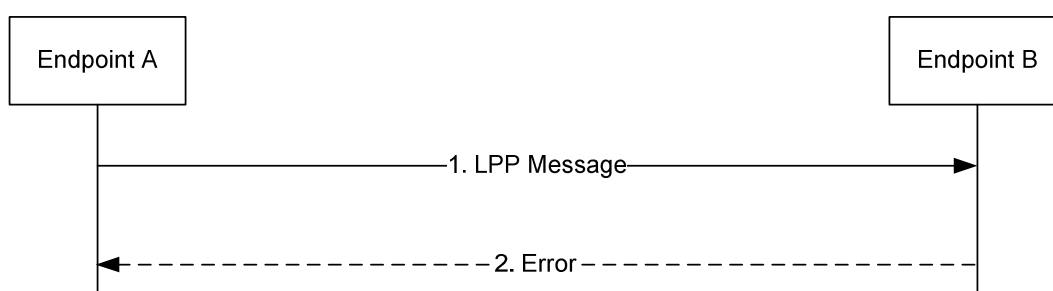 Endpoint A
Endpoint B
1. LPP Message
2. Error